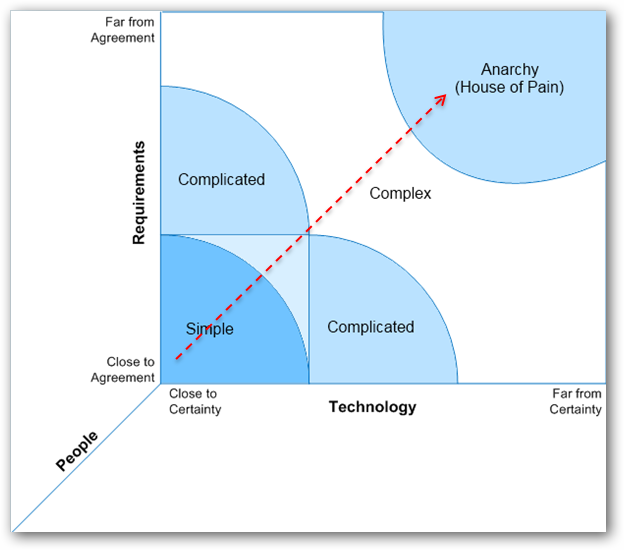 Far from
Agreement
Anarchy
(House of Pain)
Complicated
Complex
Requirements
Simple
Complicated
Close to
Agreement
Close to
Certainty
Technology
Far from
Certainty
People